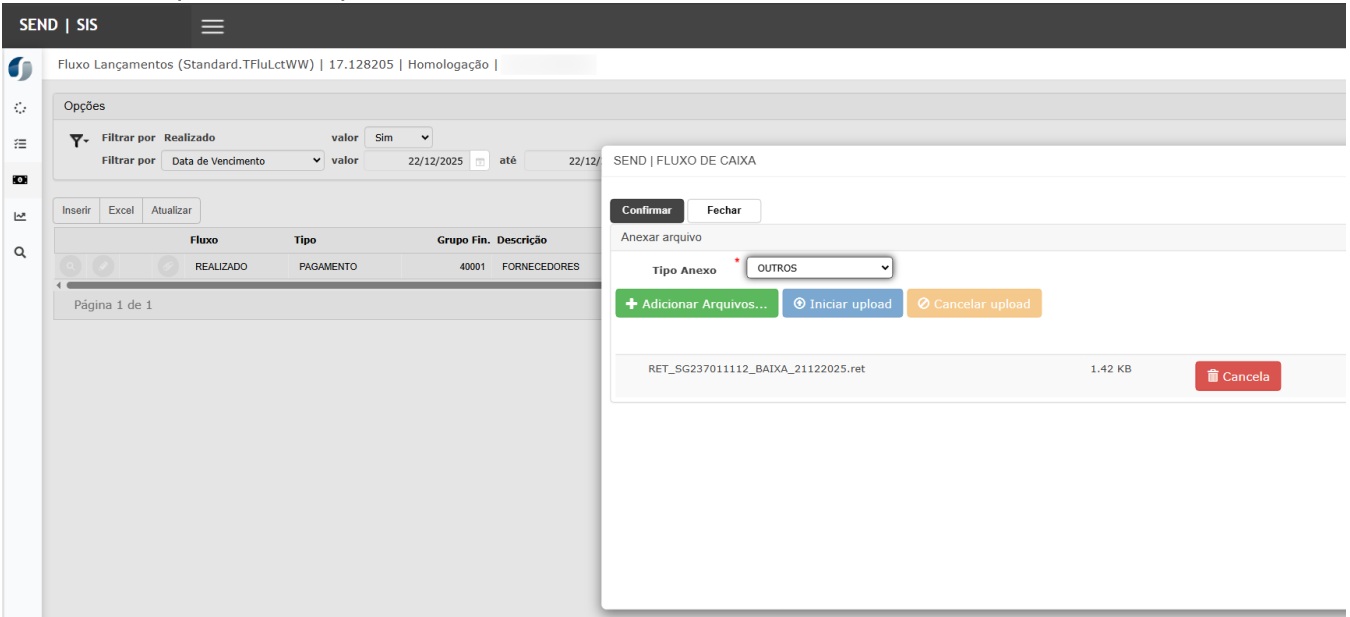 SEND | SIS
Fluxo Lançamentos (Standard.TFluLctWW) | 17.128205 | Homologação |
Opções
Filtrar por Realizado valor Sim
Filtrar por Data de Vencimento valor 22/12/2025 até 22/12/
Inserir Excel Atualizar
Fluxo Tipo Grupo Fin. Descrição
REALIZADO PAGAMENTO 40001 FORNECEDORES
Página 1 de 1
SEND | FLUXO DE CAIXA
Confirmar Fechar
Anexar arquivo
Tipo Anexo * OUTROS
Adicionar Arquivos... Iniciar upload Cancelar upload
RET_SG237011112_BAIXA_21122025.ret 1.42 KB Cancela